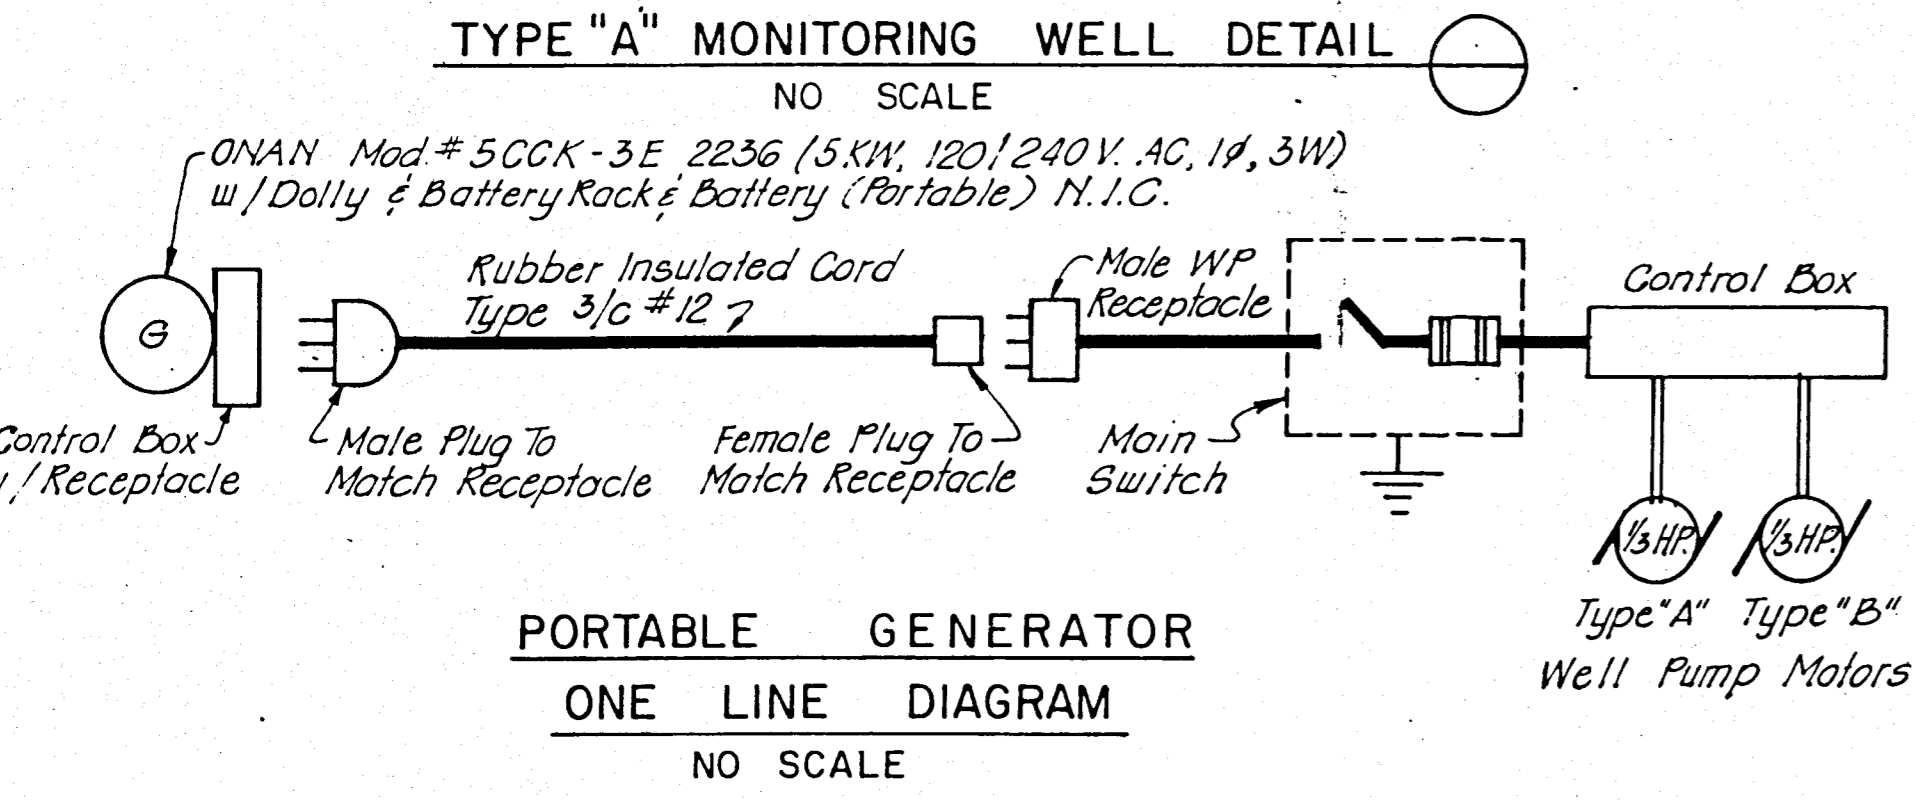 TYPE "A" MONITORING WELL DETAIL
NO SCALE
ONAN Mod.# 5CCK-3E 2236 (5.KW, 120/240V. AC, 1ø, 3W)
w/Dolly & Battery Rack & Battery (Portable) N.I.C.
Rubber Insulated Cord
Type 3/c #12
Male WP
Receptacle
Control Box
G
Control Box
w/Receptacle
Male Plug To
Match Receptacle
Female Plug To
Match Receptacle
Main
Switch
1/3 HP.
1/3 HP.
Type "A" Type "B"
Well Pump Motors
PORTABLE GENERATOR
ONE LINE DIAGRAM
NO SCALE